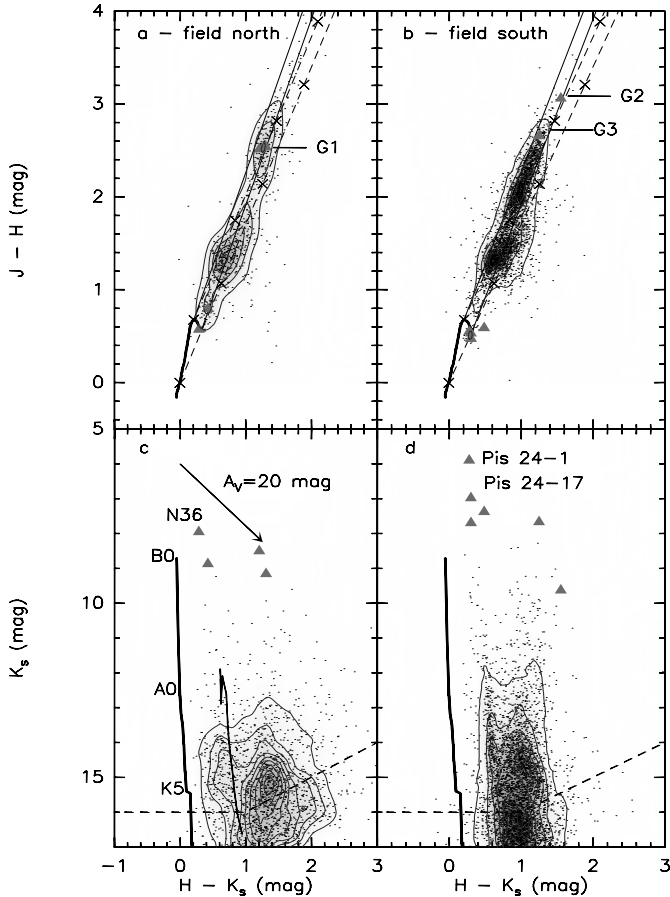 a – field north
b – field south
4
3
2
1
0
J – H (mag)
G1
G2
G3
c
d
5
10
15
K_s (mag)
A_V=20 mag
N36
B0
A0
K5
Pis 24–1
Pis 24–17
−1
0
1
2
3
0
1
2
3
H – K_s (mag)
H – K_s (mag)